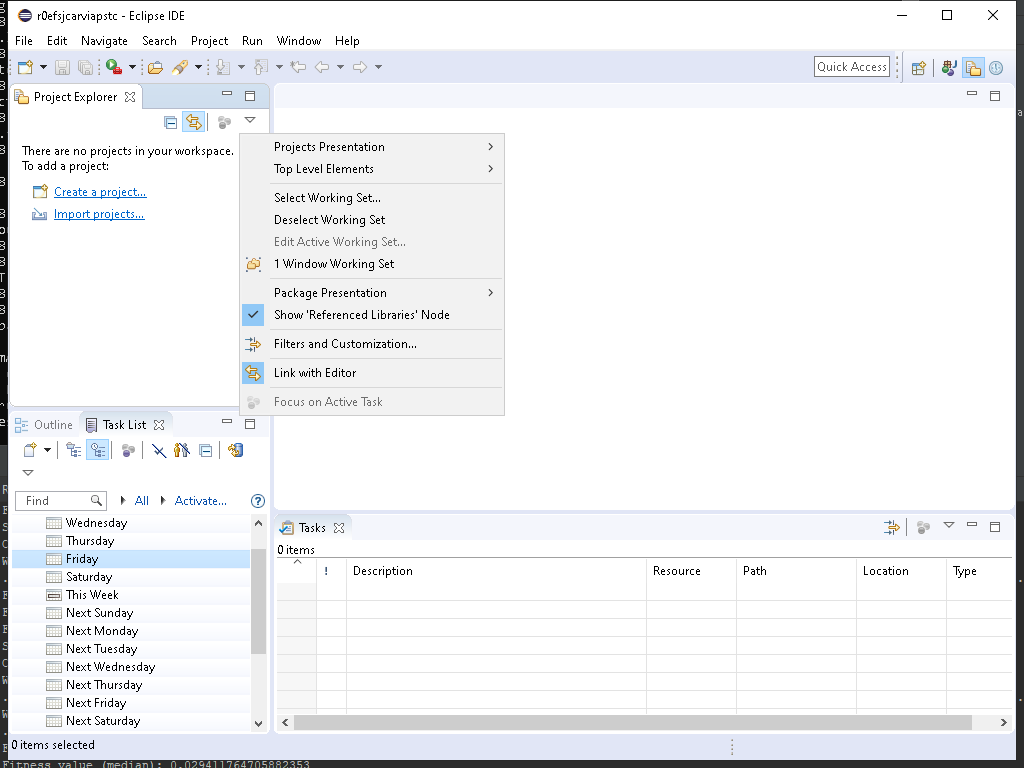 r0efsjcarviapstc - Eclipse IDE
File Edit Navigate Search Project Run Window Help
Quick Access
Project Explorer
There are no projects in your workspace.
To add a project:
Create a project...
Import projects...
Projects Presentation
Top Level Elements
Select Working Set...
Deselect Working Set
Edit Active Working Set...
1 Window Working Set
Package Presentation
Show 'Referenced Libraries' Node
Filters and Customization...
Link with Editor
Focus on Active Task
Outline Task List
Find All Activate...
Wednesday
Thursday
Friday
Saturday
This Week
Next Sunday
Next Monday
Next Tuesday
Next Wednesday
Next Thursday
Next Friday
Next Saturday
Tasks
0 items
! Description Resource Path Location Type
0 items selected
Fitness value (median): 0.029411764705882353